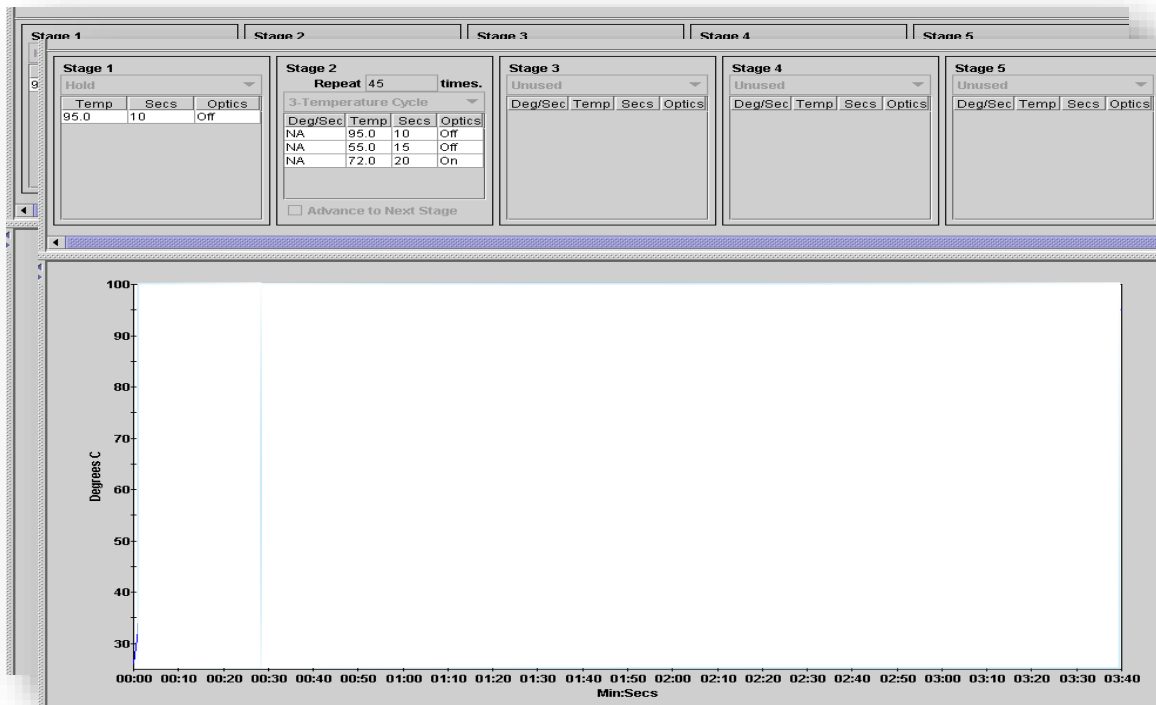 Stage 1 Stage 2 Stage 3 Stage 4 Stage 5
9
Stage 1 Stage 2 Stage 3 Stage 4 Stage 5
Repeat 45 times.
Hold Unused Unused Unused
3-Temperature Cycle
Temp Secs Optics Deg/Sec Temp Secs Optics Deg/Sec Temp Secs Optics Deg/Sec Temp Secs Optics
95.0 10 Off
Deg/Sec Temp Secs Optics
NA 95.0 10 Off
NA 55.0 15 Off
NA 72.0 20 On
Advance to Next Stage
100
90
80
70
Degrees C
60
50
40
30
00:00 00:10 00:20 00:30 00:40 00:50 01:00 01:10 01:20 01:30 01:40 01:50 02:00 02:10 02:20 02:30 02:40 02:50 03:00 03:10 03:20 03:30 03:40
Min:Secs